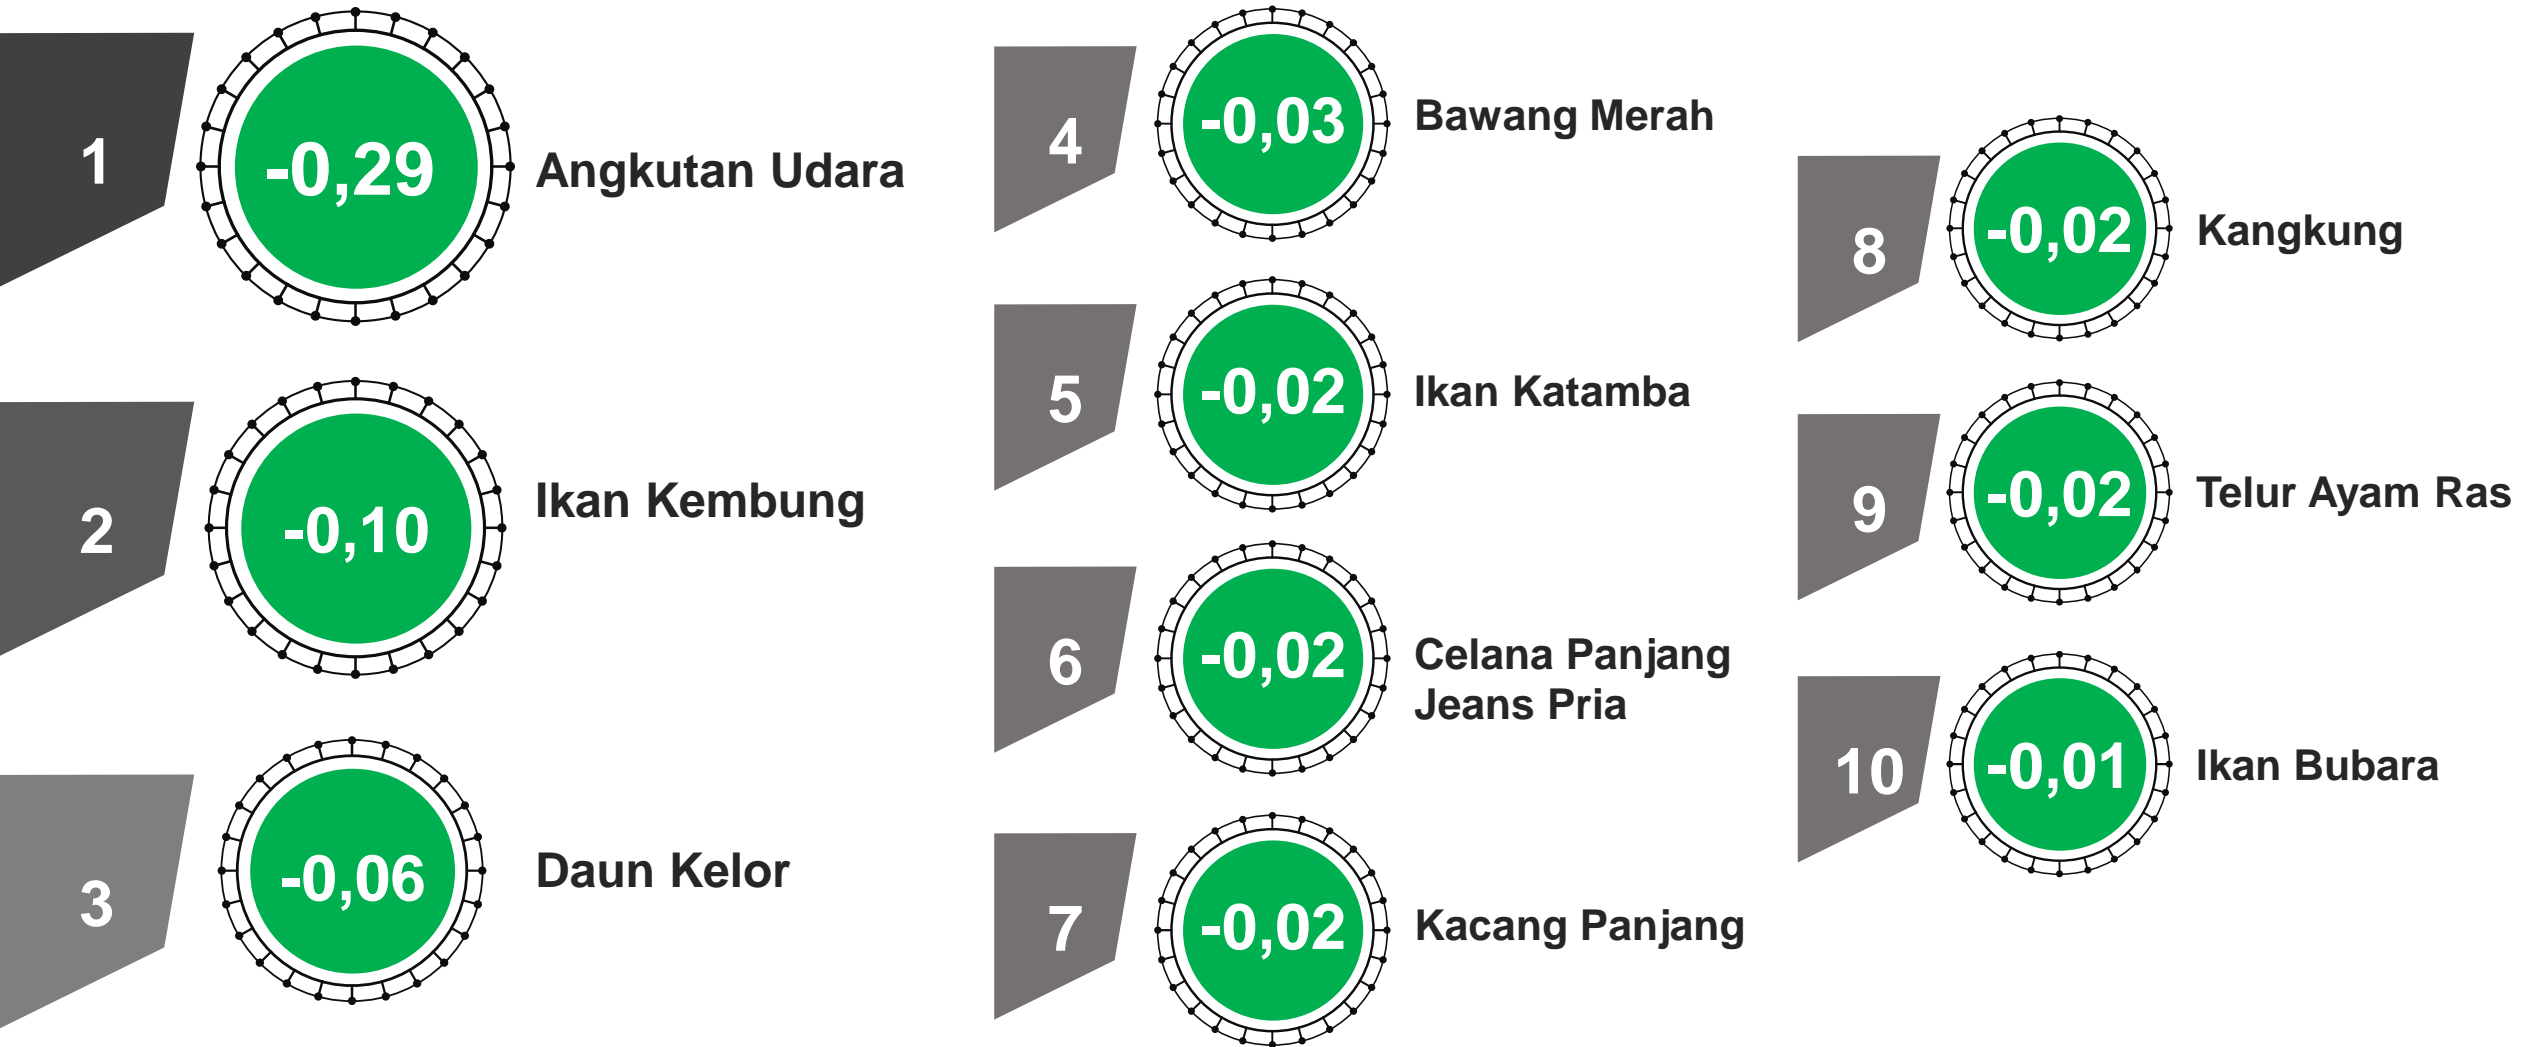 1
-0,29
Angkutan Udara
2
-0,10
Ikan Kembung
3
-0,06
Daun Kelor
4
-0,03
Bawang Merah
5
-0,02
Ikan Katamba
6
-0,02
Celana Panjang
Jeans Pria
7
-0,02
Kacang Panjang
8
-0,02
Kangkung
9
-0,02
Telur Ayam Ras
10
-0,01
Ikan Bubara